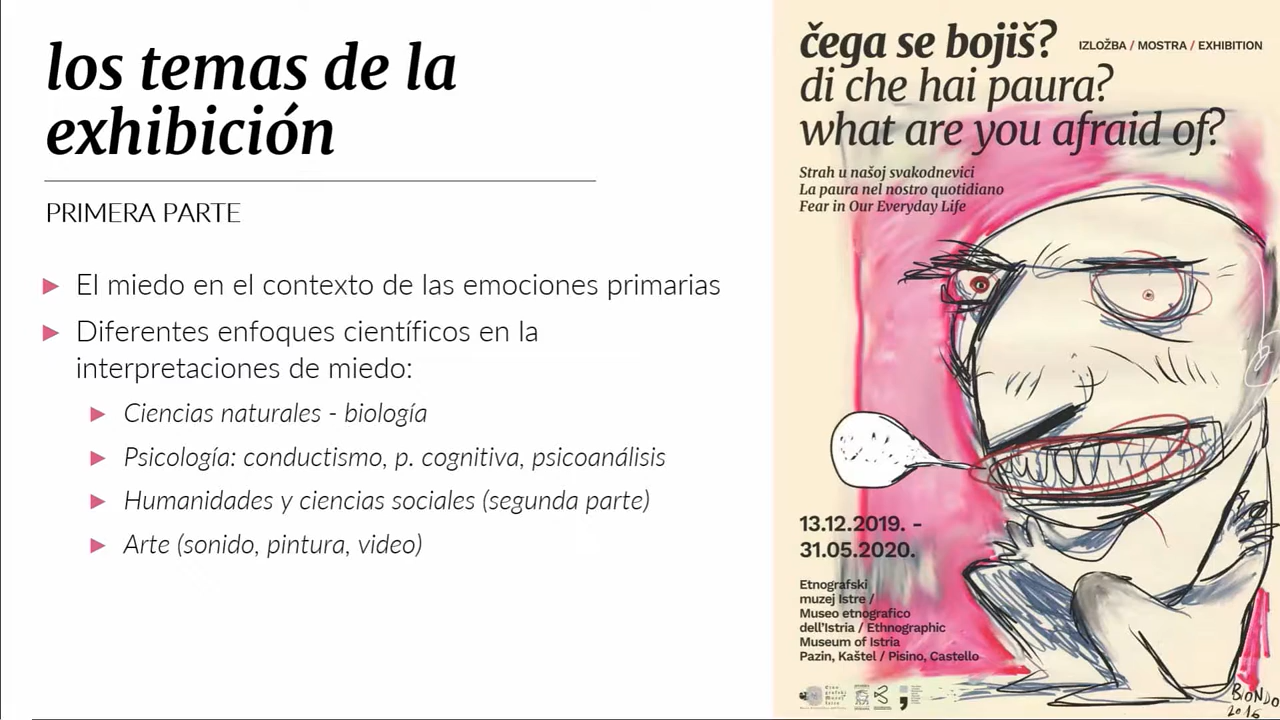 los temas de la
exhibición
PRIMERA PARTE
El miedo en el contexto de las emociones primarias
Diferentes enfoques científicos en la
interpretaciones de miedo:
Ciencias naturales - biología
Psicología: conductismo, p. cognitiva, psicoanálisis
Humanidades y ciencias sociales (segunda parte)
Arte (sonido, pintura, video)
čega se bojiš?
IZLOŽBA / MOSTRA / EXHIBITION
di che hai paura?
what are you afraid of?
Strah u našoj svakodnevici
La paura nel nostro quotidiano
Fear in Our Everyday Life
13.12.2019. -
31.05.2020.
Etnografski
muzej Istre /
Museo etnografico
dell'Istria / Ethnographic
Museum of Istria
Pazin, Kaštel / Pisino, Castello
2016